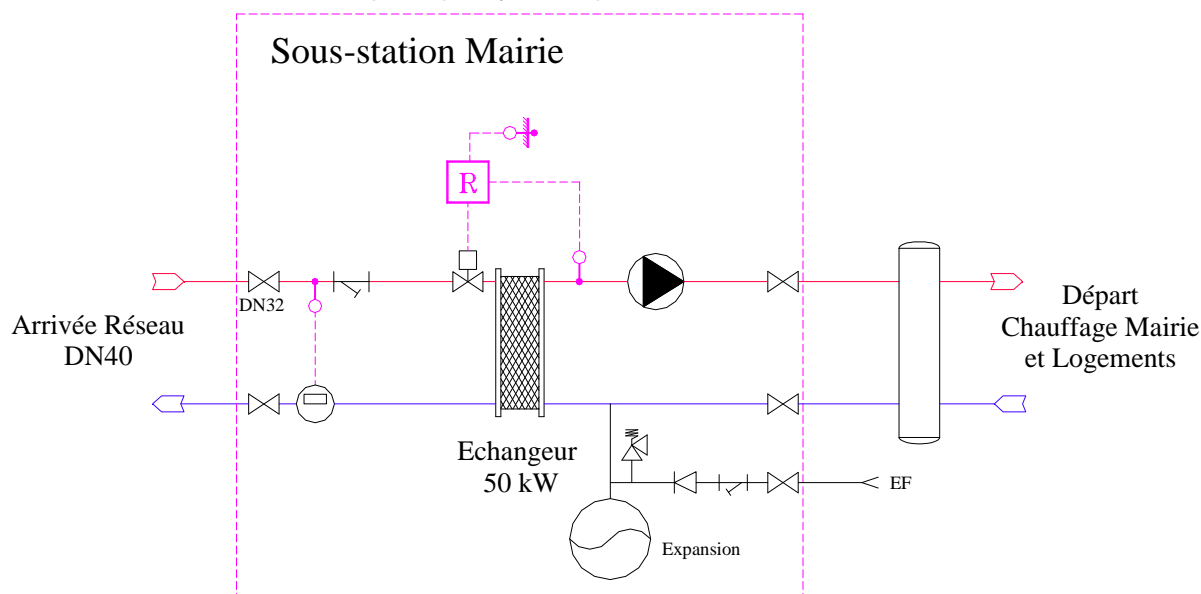 Sous-station Mairie
R
DN32
Arrivée Réseau
DN40
Départ
Chauffage Mairie
et Logements
Echangeur
50 kW
EF
Expansion